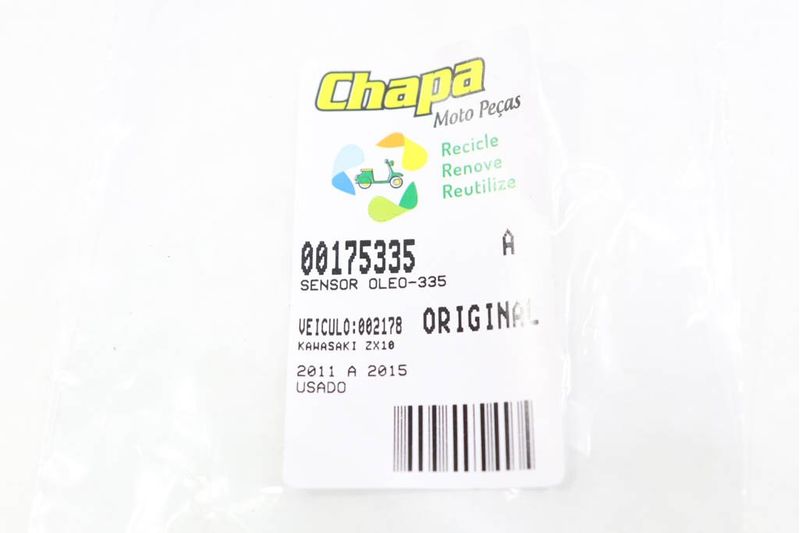 Chapa
Moto Peças
Recicle
Renove
Reutilize
00175335 A
SENSOR OLEO-335
VEICULO:002178 ORIGINAL
KAWASAKI ZX10
2011 A 2015
USADO